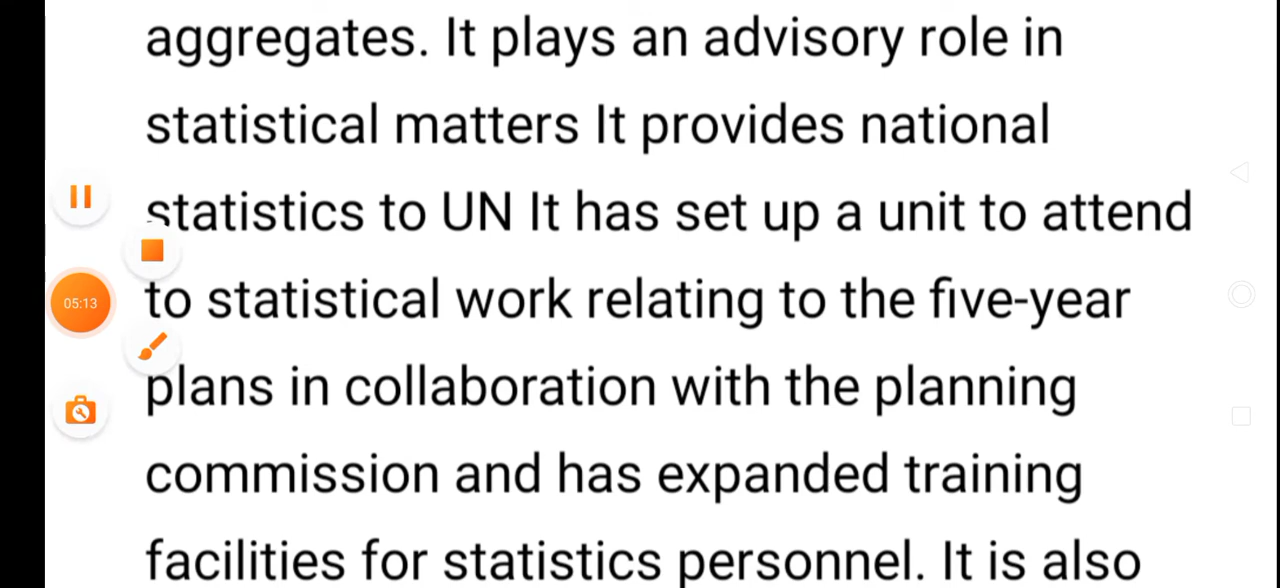 aggregates. It plays an advisory role in
statistical matters It provides national
statistics to UN It has set up a unit to attend
to statistical work relating to the five-year
05:13
plans in collaboration with the planning
commission and has expanded training
facilities for statistics personnel. It is also